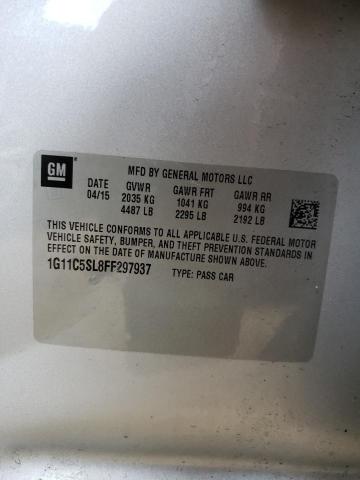 GM
MFD BY GENERAL MOTORS LLC
DATE GVWR GAWR FRT GAWR RR
04/15 2035 KG 1041 KG 994 KG
4487 LB 2295 LB 2192 LB
THIS VEHICLE CONFORMS TO ALL APPLICABLE U.S. FEDERAL MOTOR
VEHICLE SAFETY, BUMPER, AND THEFT PREVENTION STANDARDS
IN EFFECT ON THE DATE OF MANUFACTURE SHOWN ABOVE.
1G11C5SL8FF297937 TYPE: PASS CAR